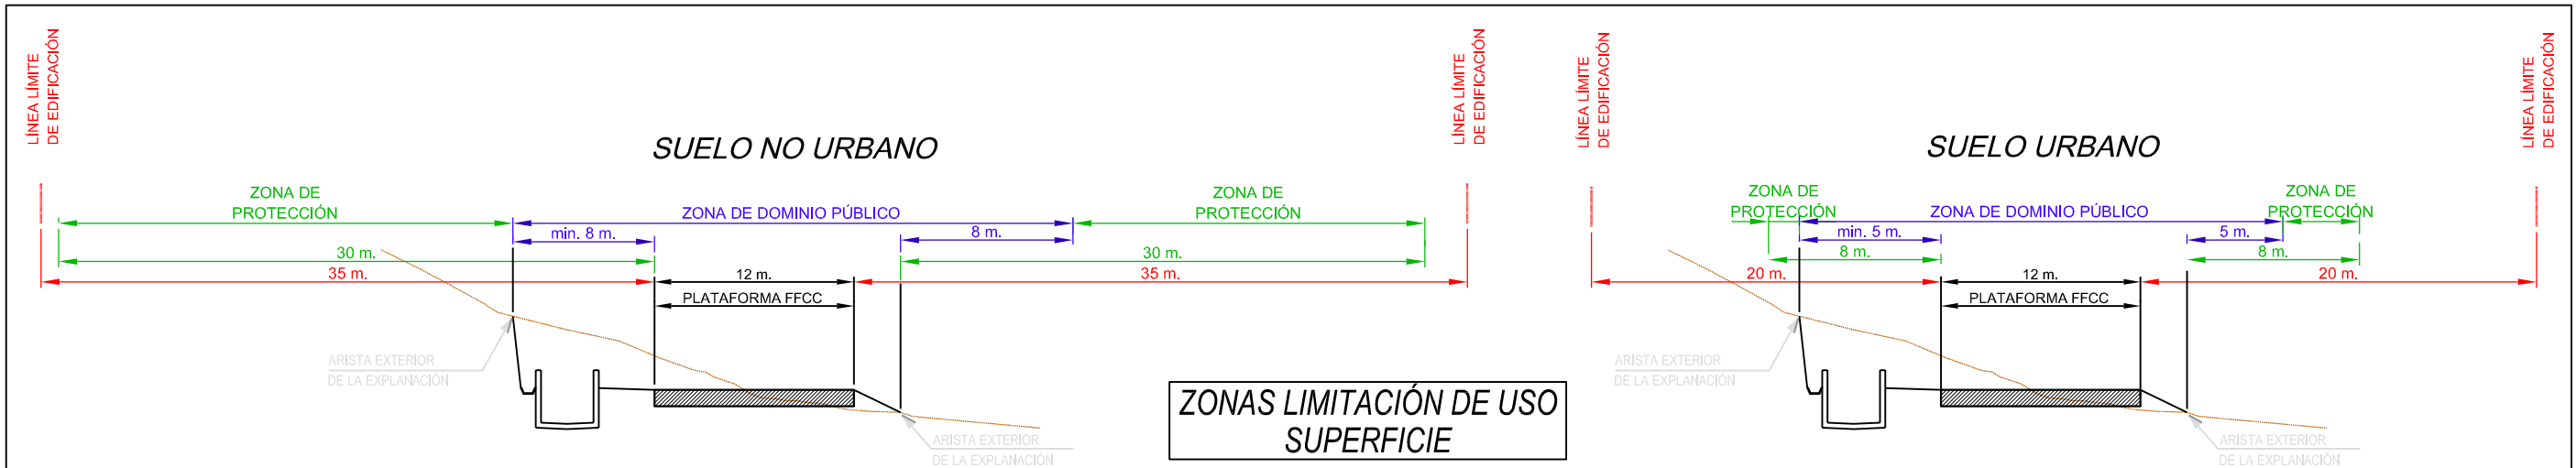 LÍNEA LÍMITE
DE EDIFICACIÓN
SUELO NO URBANO
ZONA DE
PROTECCIÓN
ZONA DE DOMINIO PÚBLICO
ZONA DE
PROTECCIÓN
min. 8 m.
8 m.
30 m.
30 m.
35 m.
12 m.
35 m.
PLATAFORMA FFCC
ARISTA EXTERIOR
DE LA EXPLANACIÓN
ARISTA EXTERIOR
DE LA EXPLANACIÓN
LÍNEA LÍMITE
DE EDIFICACIÓN
ZONAS LIMITACIÓN DE USO
SUPERFICIE
LÍNEA LÍMITE
DE EDIFICACIÓN
SUELO URBANO
ZONA DE
PROTECCIÓN
ZONA DE DOMINIO PÚBLICO
ZONA DE
PROTECCIÓN
min. 5 m.
5 m.
8 m.
8 m.
20 m.
12 m.
20 m.
PLATAFORMA FFCC
ARISTA EXTERIOR
DE LA EXPLANACIÓN
ARISTA EXTERIOR
DE LA EXPLANACIÓN
LÍNEA LÍMITE
DE EDIFICACIÓN